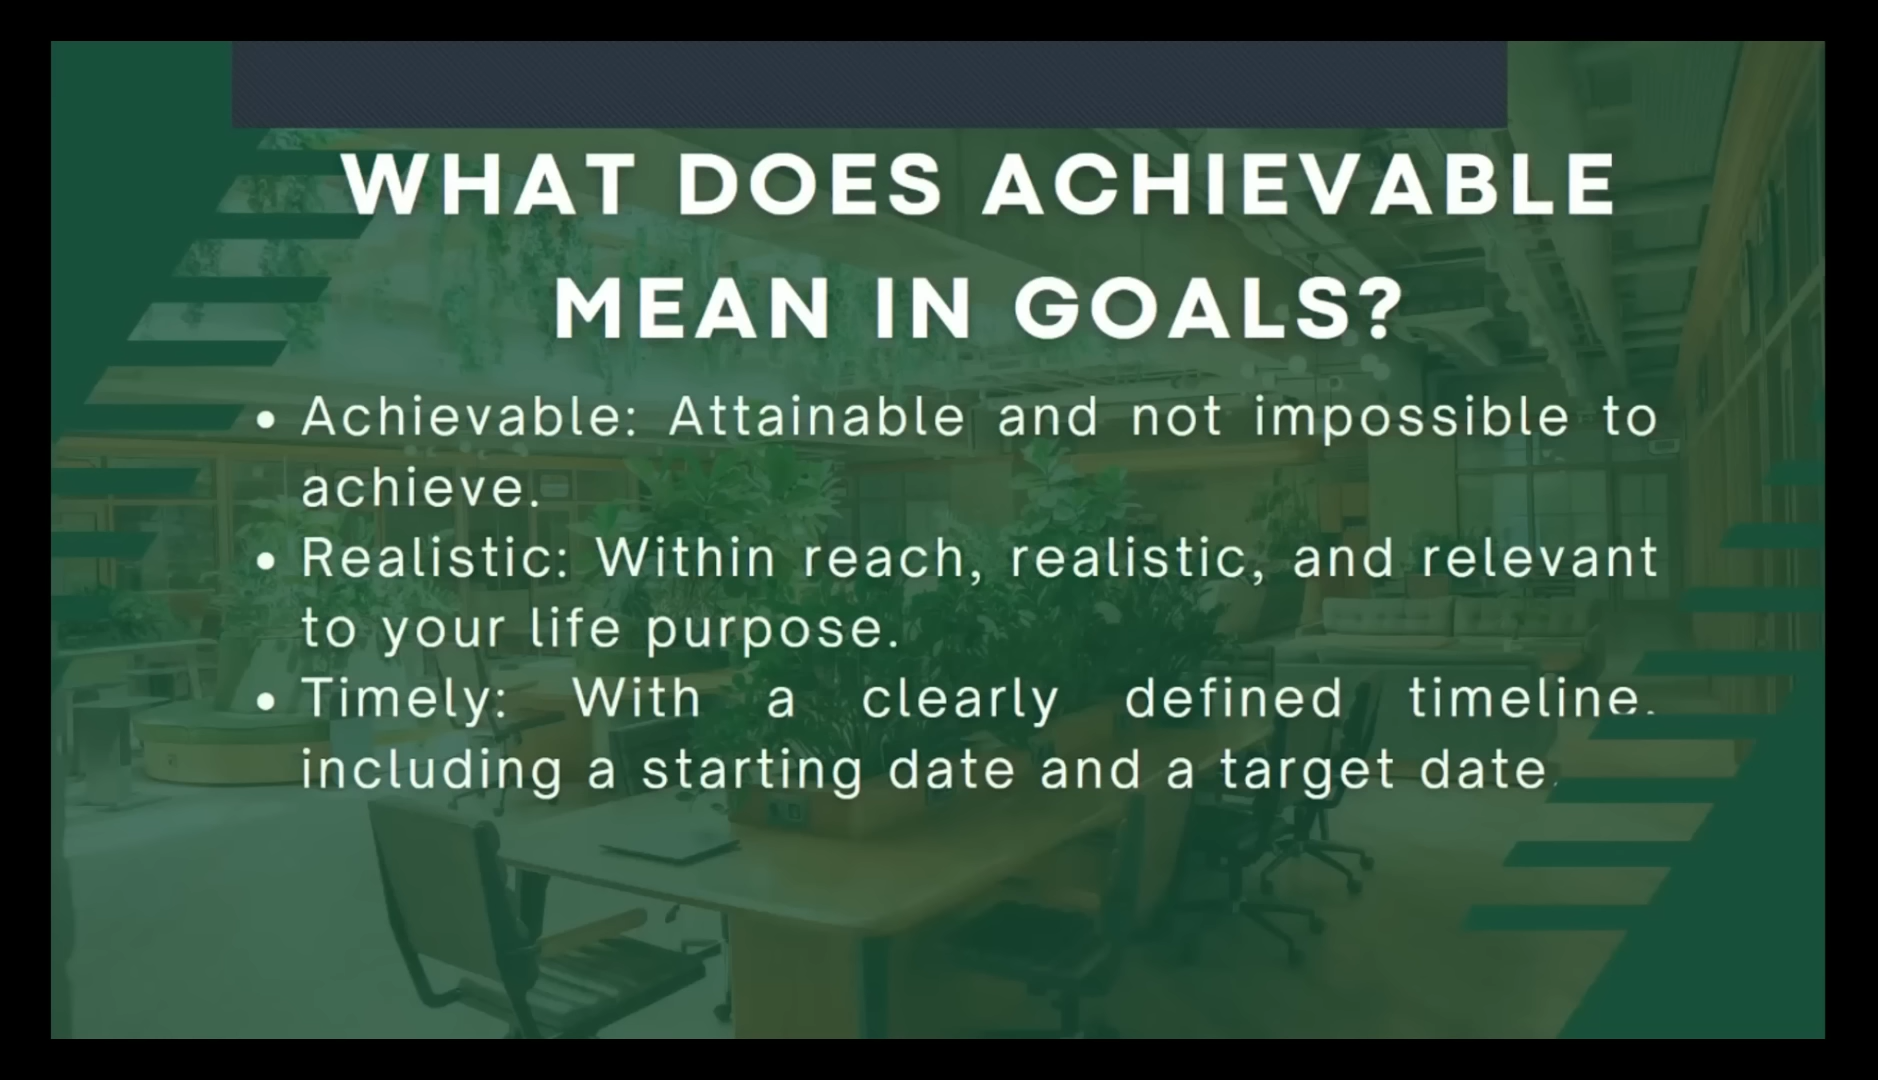 WHAT DOES ACHIEVABLE
MEAN IN GOALS?
• Achievable: Attainable and not impossible to
achieve.
• Realistic: Within reach, realistic, and relevant
to your life purpose.
• Timely: With a clearly defined timeline,
including a starting date and a target date.